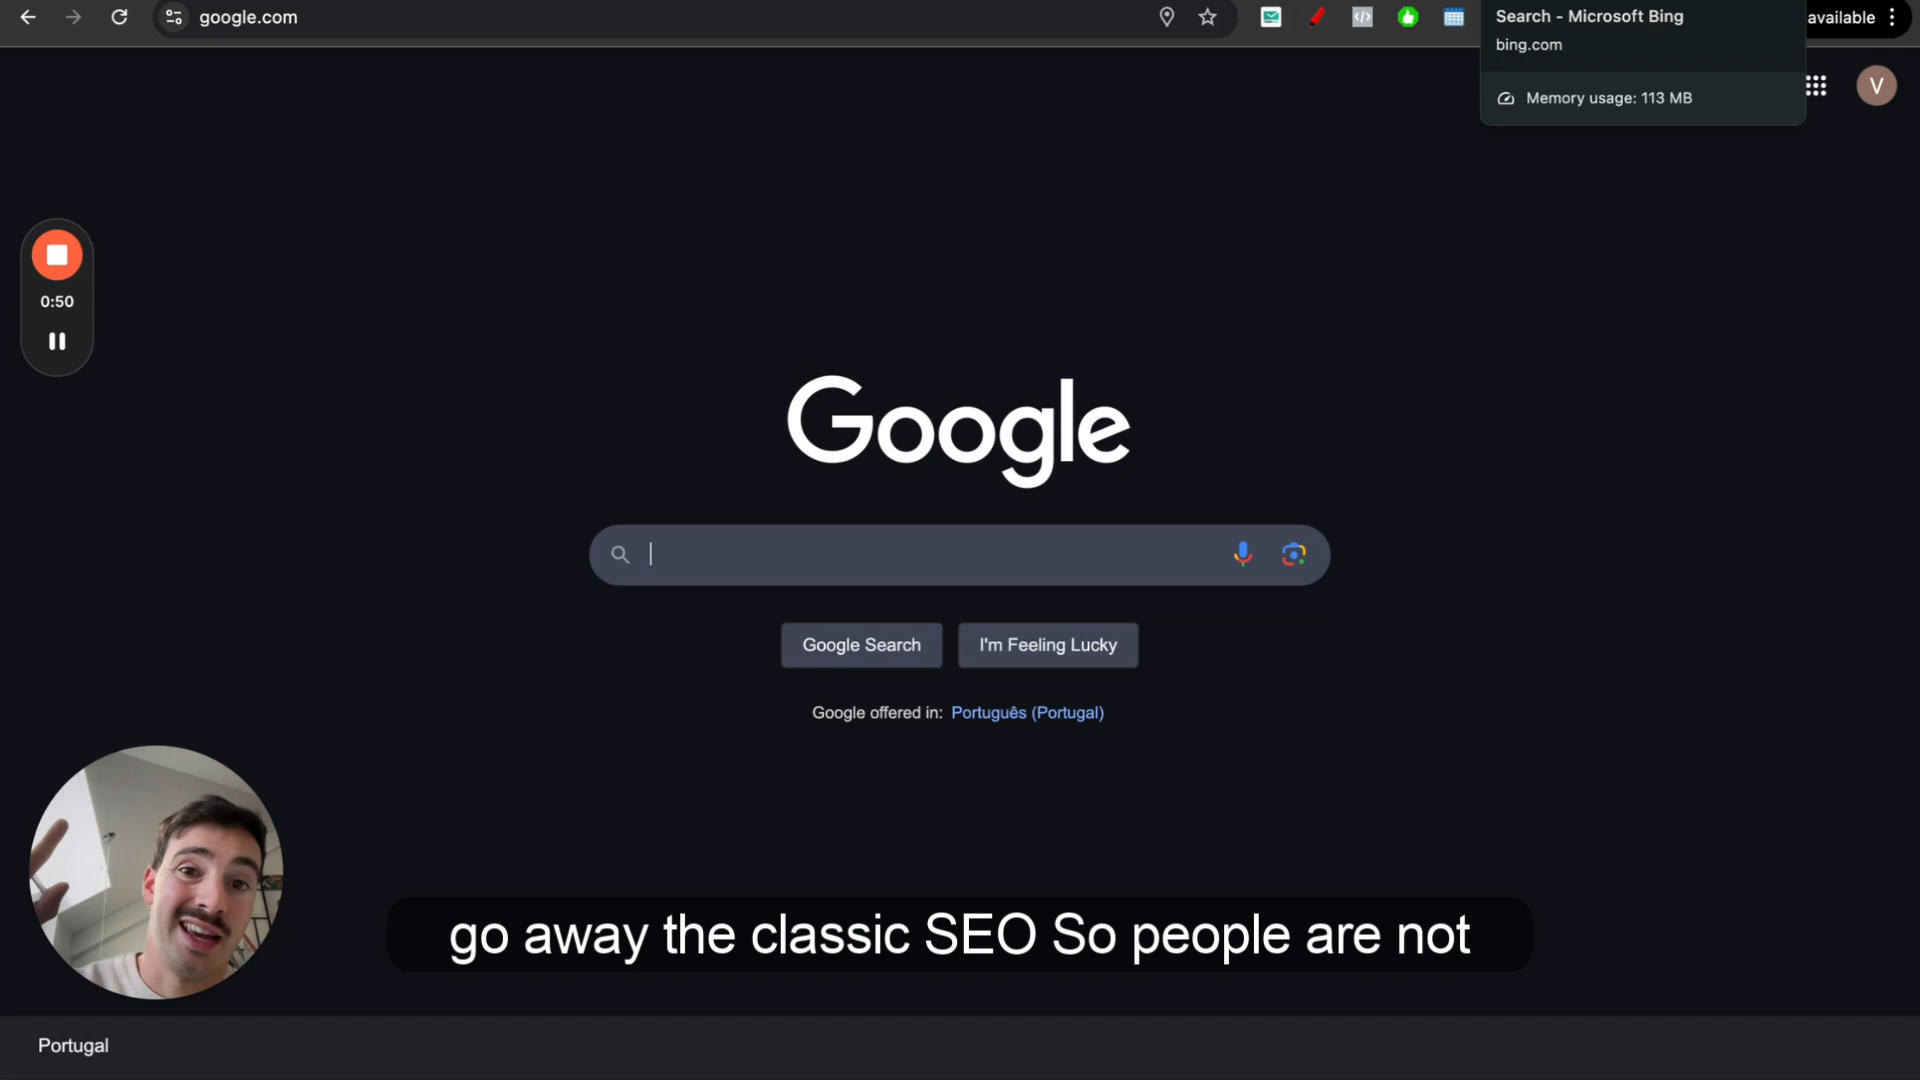 google.com
Search - Microsoft Bing
bing.com
available
Memory usage: 113 MB
V
0:50
Google
Google Search
I'm Feeling Lucky
Google offered in: Português (Portugal)
go away the classic SEO So people are not
Portugal